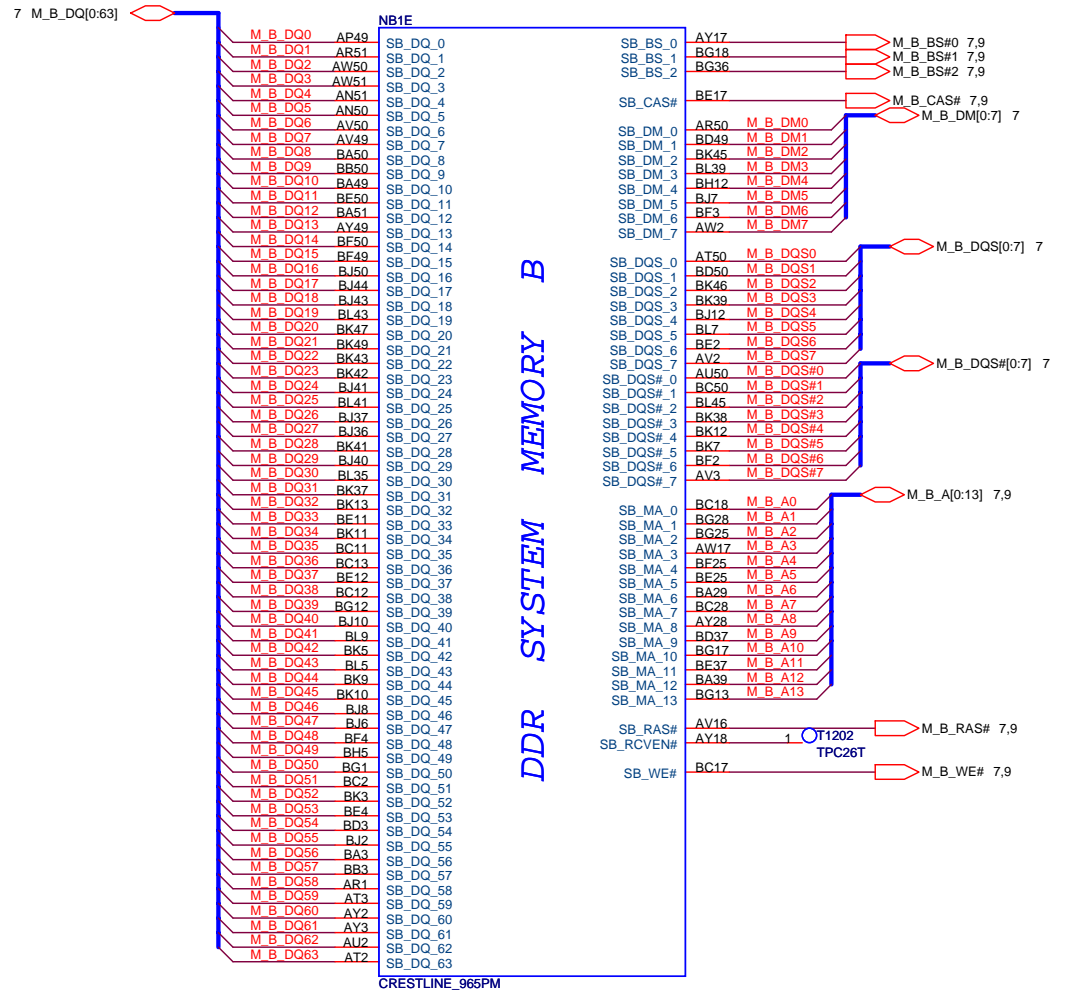 7 M_B_DQ[0:63]
NB1E
M_B_DQ0 AP49 SB_DQ_0
M_B_DQ1 AR51 SB_DQ_1
M_B_DQ2 AW50 SB_DQ_2
M_B_DQ3 AW51 SB_DQ_3
M_B_DQ4 AN51 SB_DQ_4
M_B_DQ5 AN50 SB_DQ_5
M_B_DQ6 AV50 SB_DQ_6
M_B_DQ7 AV49 SB_DQ_7
M_B_DQ8 BA50 SB_DQ_8
M_B_DQ9 BB50 SB_DQ_9
M_B_DQ10 BA49 SB_DQ_10
M_B_DQ11 BE50 SB_DQ_11
M_B_DQ12 BA51 SB_DQ_12
M_B_DQ13 AY49 SB_DQ_13
M_B_DQ14 BF50 SB_DQ_14
M_B_DQ15 BF49 SB_DQ_15
M_B_DQ16 BJ50 SB_DQ_16
M_B_DQ17 BJ44 SB_DQ_17
M_B_DQ18 BJ43 SB_DQ_18
M_B_DQ19 BL43 SB_DQ_19
M_B_DQ20 BK47 SB_DQ_20
M_B_DQ21 BK49 SB_DQ_21
M_B_DQ22 BK43 SB_DQ_22
M_B_DQ23 BK42 SB_DQ_23
M_B_DQ24 BJ41 SB_DQ_24
M_B_DQ25 BL41 SB_DQ_25
M_B_DQ26 BJ37 SB_DQ_26
M_B_DQ27 BJ36 SB_DQ_27
M_B_DQ28 BK41 SB_DQ_28
M_B_DQ29 BJ40 SB_DQ_29
M_B_DQ30 BL35 SB_DQ_30
M_B_DQ31 BK37 SB_DQ_31
M_B_DQ32 BK13 SB_DQ_32
M_B_DQ33 BE11 SB_DQ_33
M_B_DQ34 BK11 SB_DQ_34
M_B_DQ35 BC11 SB_DQ_35
M_B_DQ36 BC13 SB_DQ_36
M_B_DQ37 BE12 SB_DQ_37
M_B_DQ38 BC12 SB_DQ_38
M_B_DQ39 BG12 SB_DQ_39
M_B_DQ40 BJ10 SB_DQ_40
M_B_DQ41 BL9 SB_DQ_41
M_B_DQ42 BK5 SB_DQ_42
M_B_DQ43 BL5 SB_DQ_43
M_B_DQ44 BK9 SB_DQ_44
M_B_DQ45 BK10 SB_DQ_45
M_B_DQ46 BJ8 SB_DQ_46
M_B_DQ47 BJ6 SB_DQ_47
M_B_DQ48 BF4 SB_DQ_48
M_B_DQ49 BH5 SB_DQ_49
M_B_DQ50 BG1 SB_DQ_50
M_B_DQ51 BC2 SB_DQ_51
M_B_DQ52 BK3 SB_DQ_52
M_B_DQ53 BE4 SB_DQ_53
M_B_DQ54 BD3 SB_DQ_54
M_B_DQ55 BJ2 SB_DQ_55
M_B_DQ56 BA3 SB_DQ_56
M_B_DQ57 BB3 SB_DQ_57
M_B_DQ58 AR1 SB_DQ_58
M_B_DQ59 AT3 SB_DQ_59
M_B_DQ60 AY2 SB_DQ_60
M_B_DQ61 AY3 SB_DQ_61
M_B_DQ62 AU2 SB_DQ_62
M_B_DQ63 AT2 SB_DQ_63
DDR SYSTEM MEMORY B
SB_BS_0 AY17 M_B_BS#0 7,9
SB_BS_1 BG18 M_B_BS#1 7,9
SB_BS_2 BG36 M_B_BS#2 7,9
SB_CAS# BE17 M_B_CAS# 7,9
M_B_DM[0:7] 7
SB_DM_0 AR50 M_B_DM0
SB_DM_1 BD49 M_B_DM1
SB_DM_2 BK45 M_B_DM2
SB_DM_3 BL39 M_B_DM3
SB_DM_4 BH12 M_B_DM4
SB_DM_5 BJ7 M_B_DM5
SB_DM_6 BF3 M_B_DM6
SB_DM_7 AW2 M_B_DM7
M_B_DQS[0:7] 7
SB_DQS_0 AT50 M_B_DQS0
SB_DQS_1 BD50 M_B_DQS1
SB_DQS_2 BK46 M_B_DQS2
SB_DQS_3 BK39 M_B_DQS3
SB_DQS_4 BJ12 M_B_DQS4
SB_DQS_5 BL7 M_B_DQS5
SB_DQS_6 BE2 M_B_DQS6
SB_DQS_7 AV2 M_B_DQS7
M_B_DQS#[0:7] 7
SB_DQS#_0 AU50 M_B_DQS#0
SB_DQS#_1 BC50 M_B_DQS#1
SB_DQS#_2 BL45 M_B_DQS#2
SB_DQS#_3 BK38 M_B_DQS#3
SB_DQS#_4 BK12 M_B_DQS#4
SB_DQS#_5 BK7 M_B_DQS#5
SB_DQS#_6 BF2 M_B_DQS#6
SB_DQS#_7 AV3 M_B_DQS#7
M_B_A[0:13] 7,9
SB_MA_0 BC18 M_B_A0
SB_MA_1 BG28 M_B_A1
SB_MA_2 BG25 M_B_A2
SB_MA_3 AW17 M_B_A3
SB_MA_4 BF25 M_B_A4
SB_MA_5 BE25 M_B_A5
SB_MA_6 BA29 M_B_A6
SB_MA_7 BC28 M_B_A7
SB_MA_8 AY28 M_B_A8
SB_MA_9 BD37 M_B_A9
SB_MA_10 BG17 M_B_A10
SB_MA_11 BE37 M_B_A11
SB_MA_12 BA39 M_B_A12
SB_MA_13 BG13 M_B_A13
SB_RAS# AV16 M_B_RAS# 7,9
SB_RCVEN# AY18 1 T1202
TPC26T
SB_WE# BC17 M_B_WE# 7,9
CRESTLINE_965PM